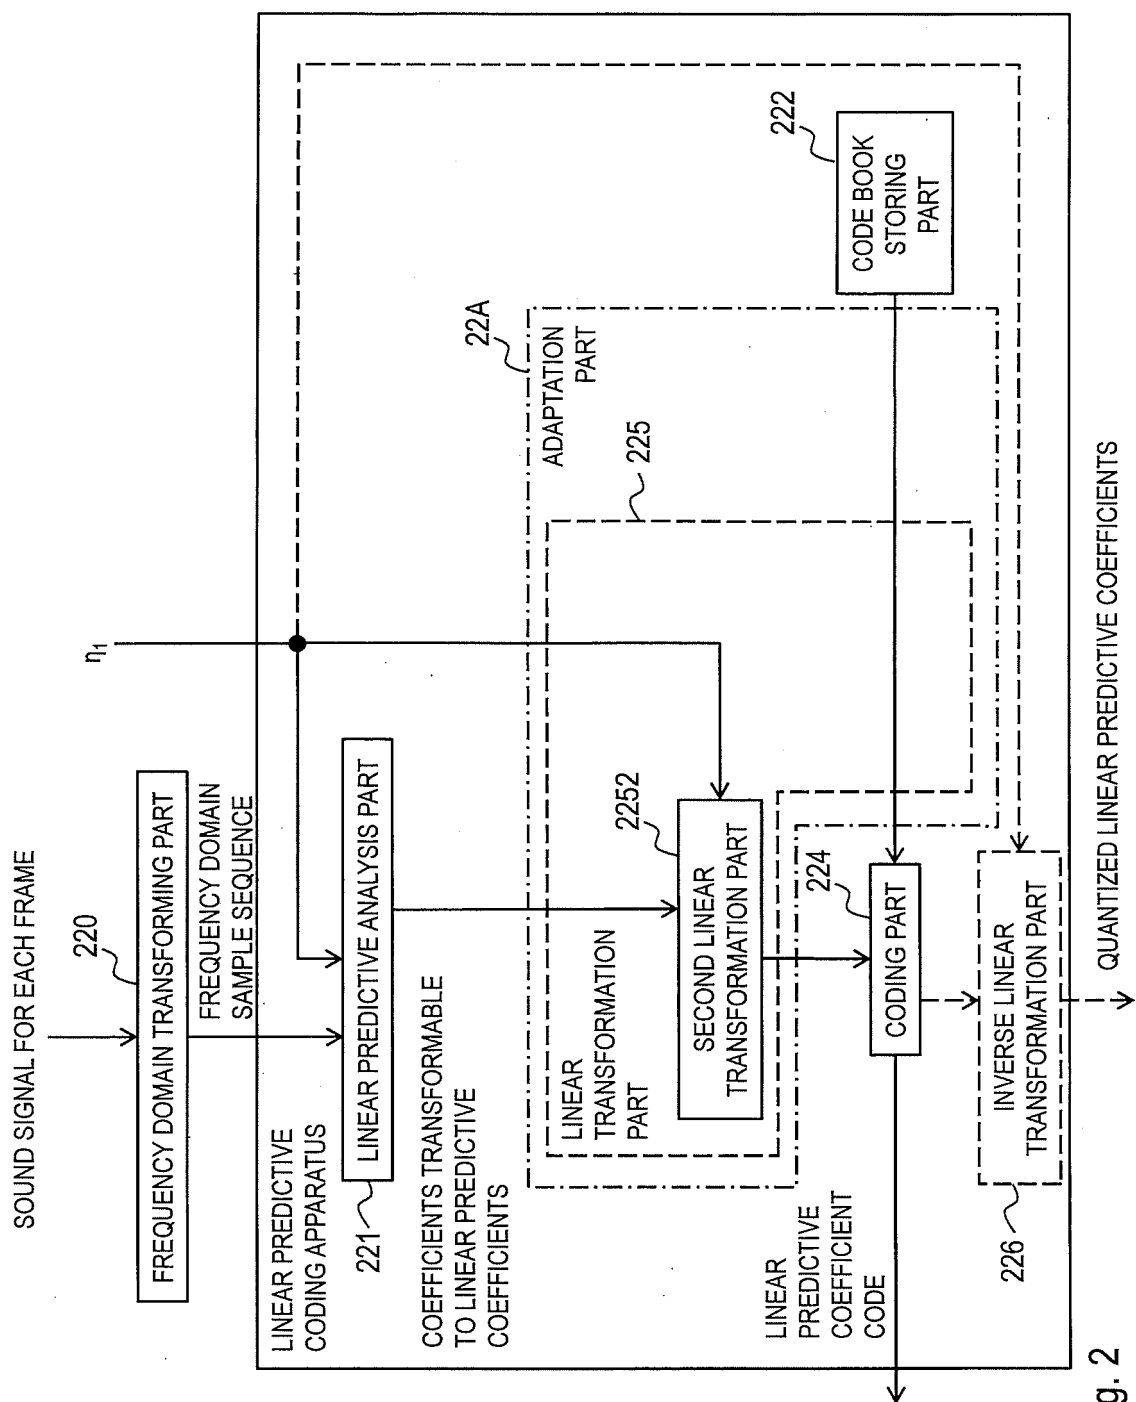 SOUND SIGNAL FOR EACH FRAME
220
FREQUENCY DOMAIN TRANSFORMING PART
FREQUENCY DOMAIN
SAMPLE SEQUENCE
η1
LINEAR PREDICTIVE
CODING APPARATUS
221
LINEAR PREDICTIVE ANALYSIS PART
COEFFICIENTS TRANSFORMABLE
TO LINEAR PREDICTIVE
COEFFICIENTS
22A
ADAPTATION
PART
225
LINEAR
TRANSFORMATION
PART
2252
SECOND LINEAR
TRANSFORMATION PART
222
CODE BOOK
STORING
PART
224
CODING PART
LINEAR
PREDICTIVE
COEFFICIENT
CODE
226
INVERSE LINEAR
TRANSFORMATION PART
QUANTIZED LINEAR PREDICTIVE COEFFICIENTS
g. 2